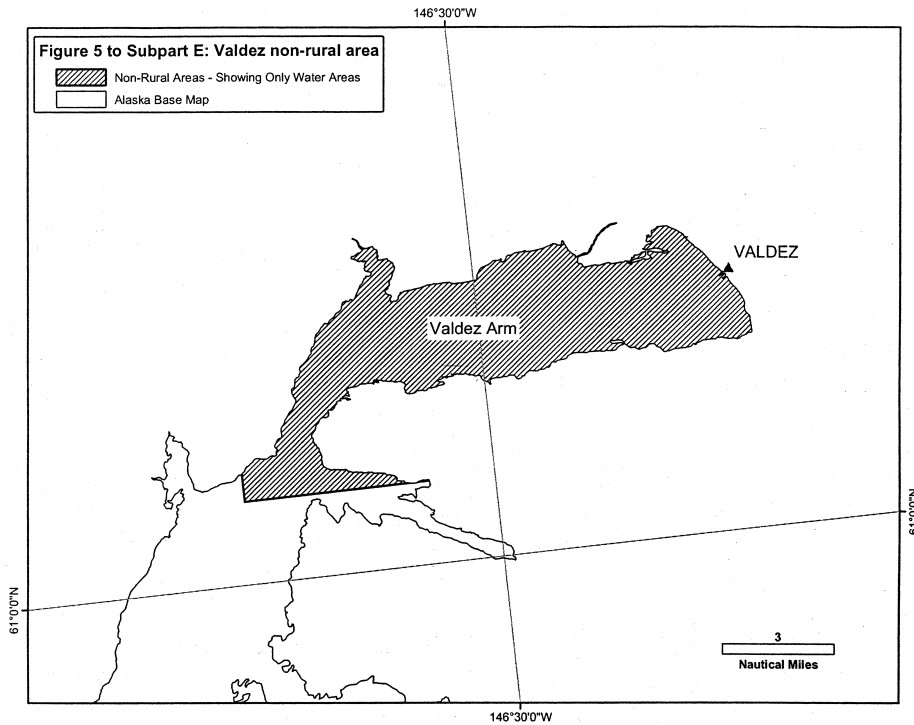 146°30'0"W
Figure 5 to Subpart E: Valdez non-rural area
Non-Rural Areas - Showing Only Water Areas
Alaska Base Map
VALDEZ
Valdez Arm
61°0'0"N
61°0'0"N
3
Nautical Miles
146°30'0"W